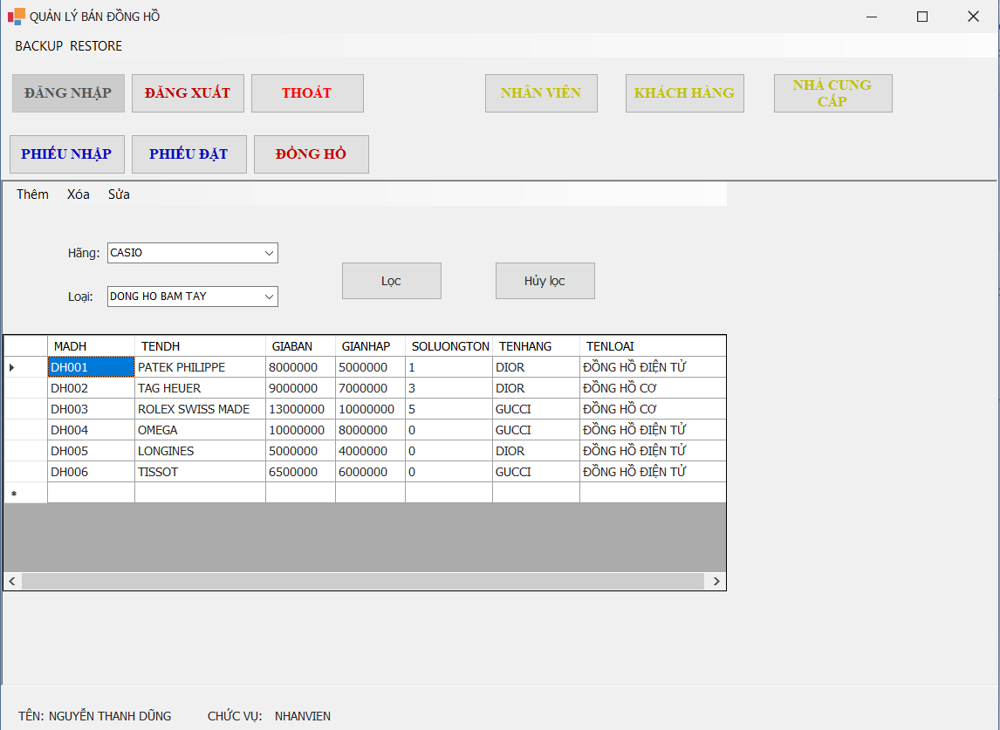 QUẢN LÝ BÁN ĐỒNG HỒ
BACKUP RESTORE
ĐĂNG NHẬP ĐĂNG XUẤT THOÁT NHÂN VIÊN KHÁCH HÀNG NHÀ CUNG
CẤP
PHIẾU NHẬP PHIẾU ĐẶT ĐỒNG HỒ
Thêm Xóa Sửa
Hãng: CASIO
Lọc Hủy lọc
Loại: DONG HO BAM TAY
MADH TENDH GIABAN GIANHAP SOLUONGTON TENHANG TENLOAI
DH001 PATEK PHILIPPE 8000000 5000000 1 DIOR ĐỒNG HỒ ĐIỆN TỬ
DH002 TAG HEUER 9000000 7000000 3 DIOR ĐỒNG HỒ CƠ
DH003 ROLEX SWISS MADE 13000000 10000000 5 GUCCI ĐỒNG HỒ CƠ
DH004 OMEGA 10000000 8000000 0 GUCCI ĐỒNG HỒ ĐIỆN TỬ
DH005 LONGINES 5000000 4000000 0 DIOR ĐỒNG HỒ ĐIỆN TỬ
DH006 TISSOT 6500000 6000000 0 GUCCI ĐỒNG HỒ ĐIỆN TỬ
TÊN: NGUYỄN THANH DŨNG CHỨC VỤ: NHANVIEN